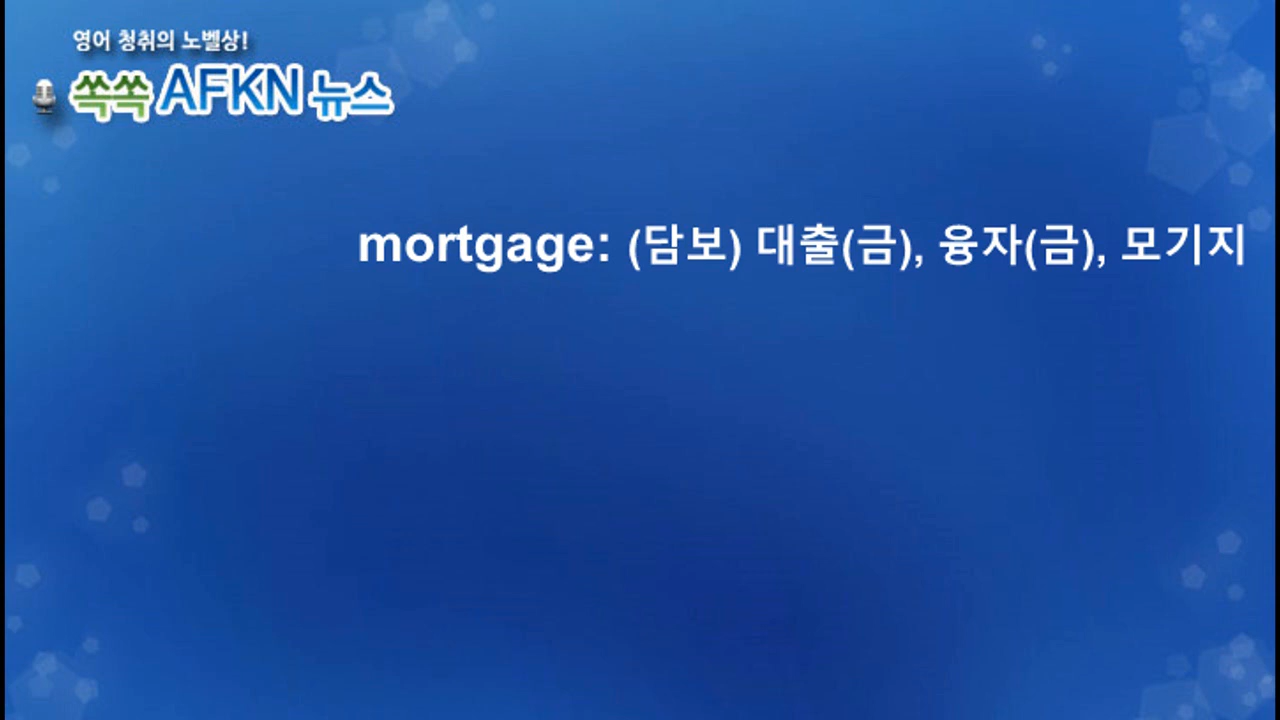 영어 청취의 노벨상!
쏙쏙 AFKN 뉴스
mortgage: (담보) 대출(금), 융자(금), 모기지